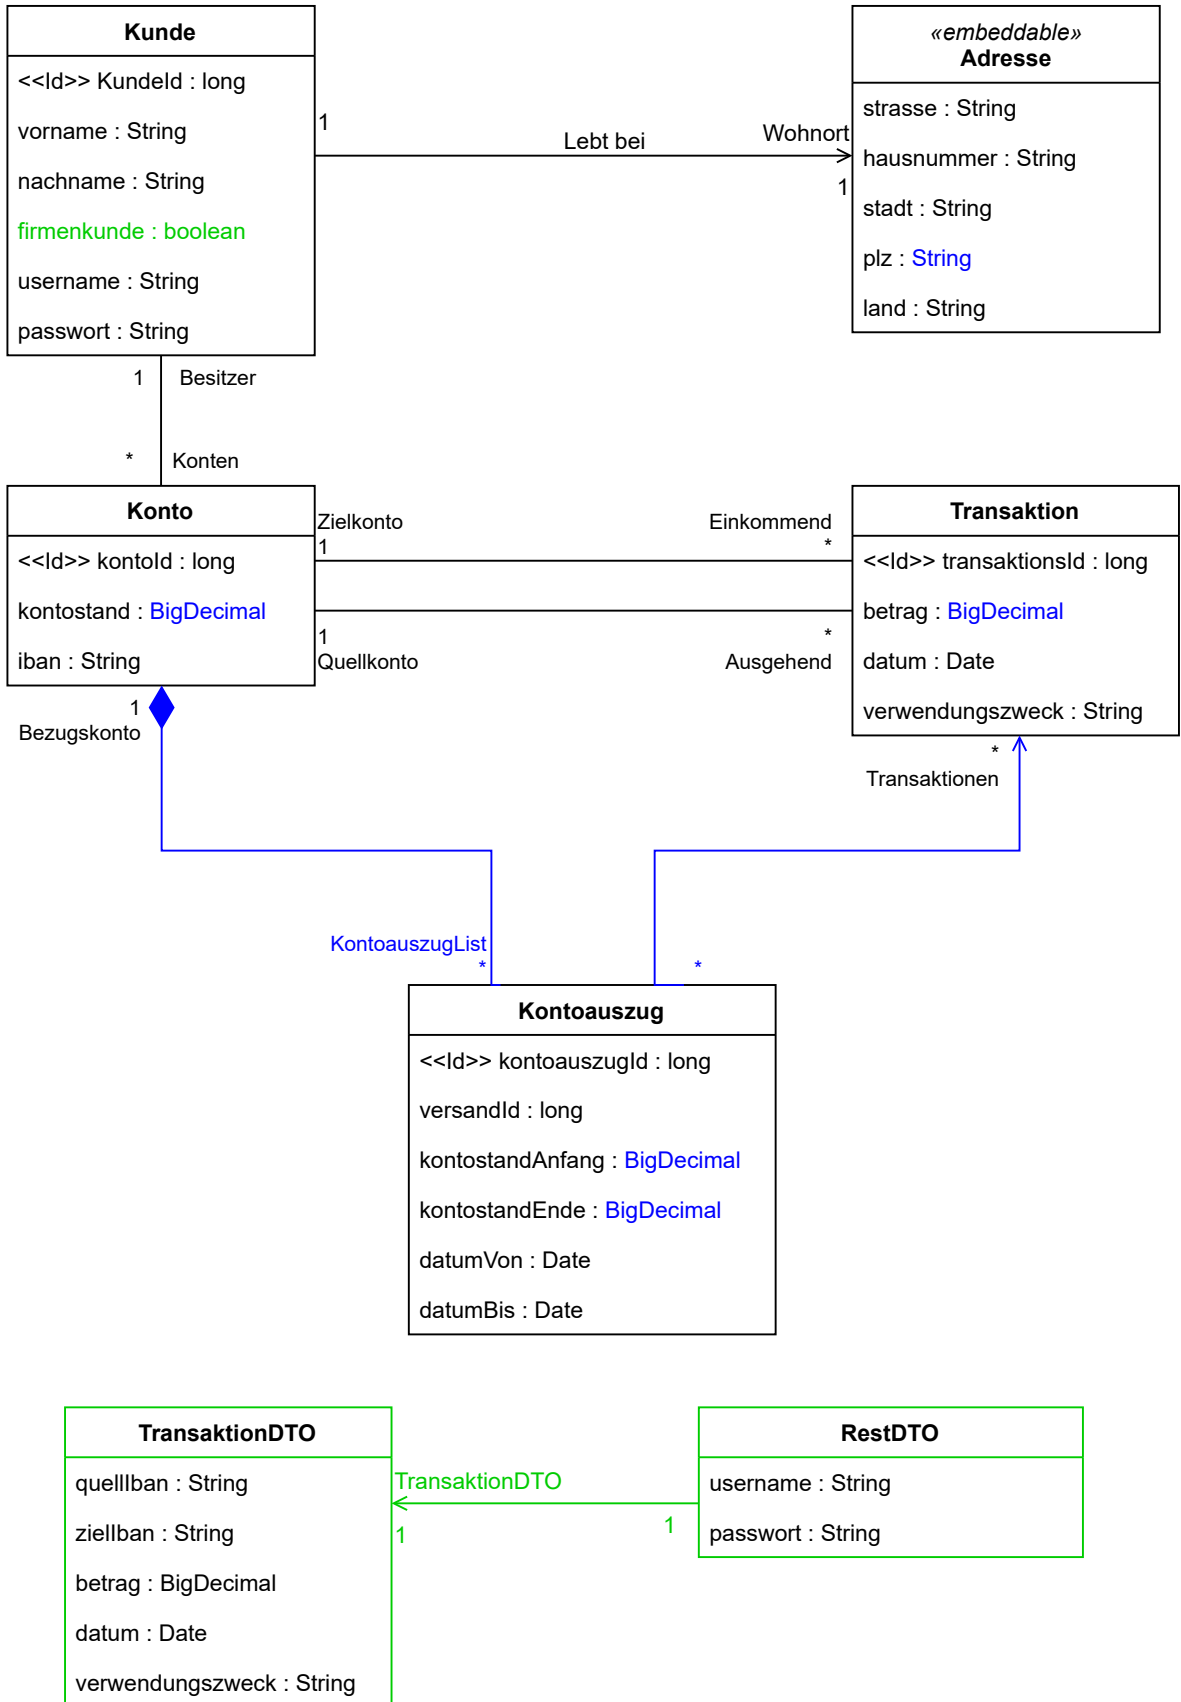 Kunde
<<Id>> KundeId : long
vorname : String
nachname : String
firmenkunde : boolean
username : String
passwort : String
«embeddable»
Adresse
strasse : String
hausnummer : String
stadt : String
plz : String
land : String
1
Lebt bei
Wohnort
1
1
Besitzer
*
Konten
Konto
<<Id>> kontoId : long
kontostand : BigDecimal
iban : String
Zielkonto
1
Einkommend
*
1
Quellkonto
*
Ausgehend
Transaktion
<<Id>> transaktionsId : long
betrag : BigDecimal
datum : Date
verwendungszweck : String
1
Bezugskonto
*
Transaktionen
KontoauszugList
*
*
Kontoauszug
<<Id>> kontoauszugId : long
versandId : long
kontostandAnfang : BigDecimal
kontostandEnde : BigDecimal
datumVon : Date
datumBis : Date
TransaktionDTO
quellIban : String
zielIban : String
betrag : BigDecimal
datum : Date
verwendungszweck : String
TransaktionDTO
1
1
RestDTO
username : String
passwort : String